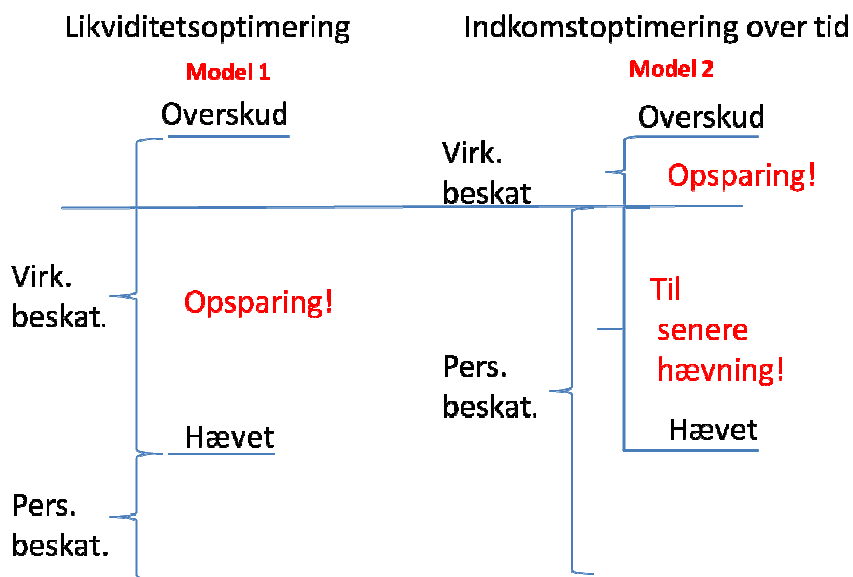 Likviditetsoptimering
Model 1
Overskud
Virk.
beskat.
Opsparing!
Hævet
Pers.
beskat.
Indkomstoptimering over tid
Model 2
Overskud
Virk.
beskat
Opsparing!
Til
senere
hævning!
Pers.
beskat.
Hævet